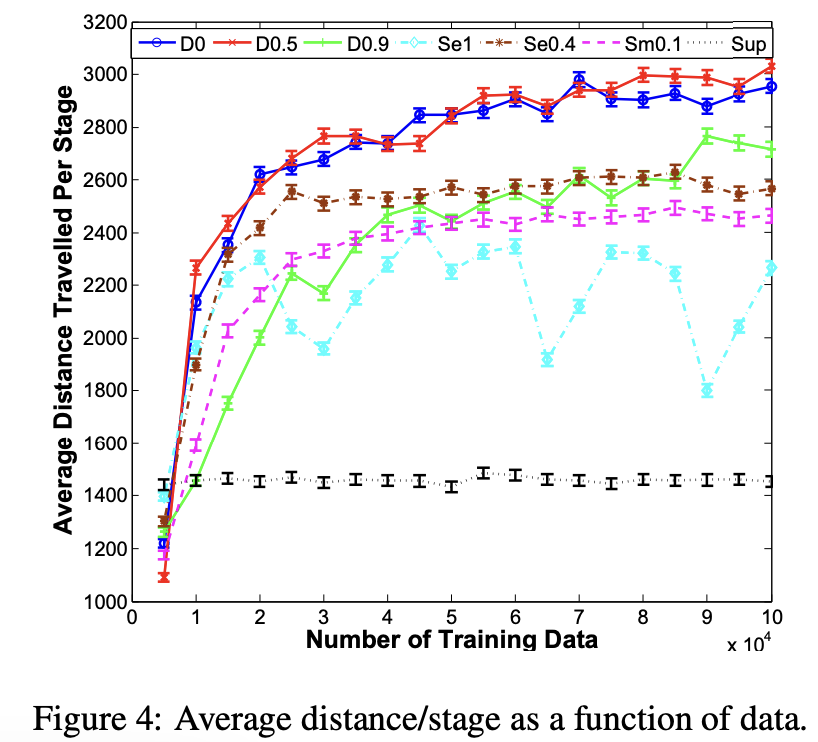 3200
D0 D0.5 D0.9 Se1 Se0.4 Sm0.1 Sup
3000
2800
2600
2400
2200
2000
1800
1600
1400
1200
1000
Average Distance Travelled Per Stage
0 1 2 3 4 5 6 7 8 9 10
Number of Training Data
x 10⁴
Figure 4: Average distance/stage as a function of data.